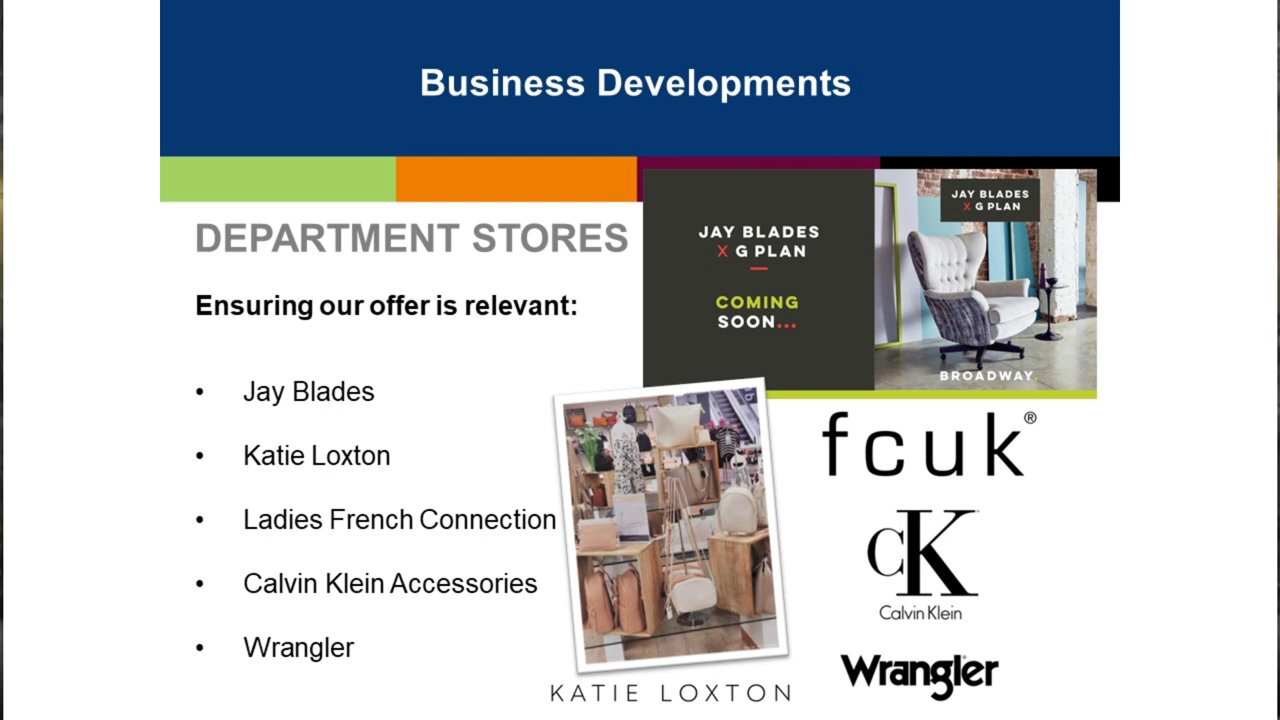 Business Developments
DEPARTMENT STORES
Ensuring our offer is relevant:
• Jay Blades
• Katie Loxton
• Ladies French Connection
• Calvin Klein Accessories
• Wrangler
JAY BLADES
X G PLAN
COMING
SOON...
JAY BLADES
X G PLAN
BROADWAY
KATIE LOXTON
fcuk®
cK
Calvin Klein
Wrangler